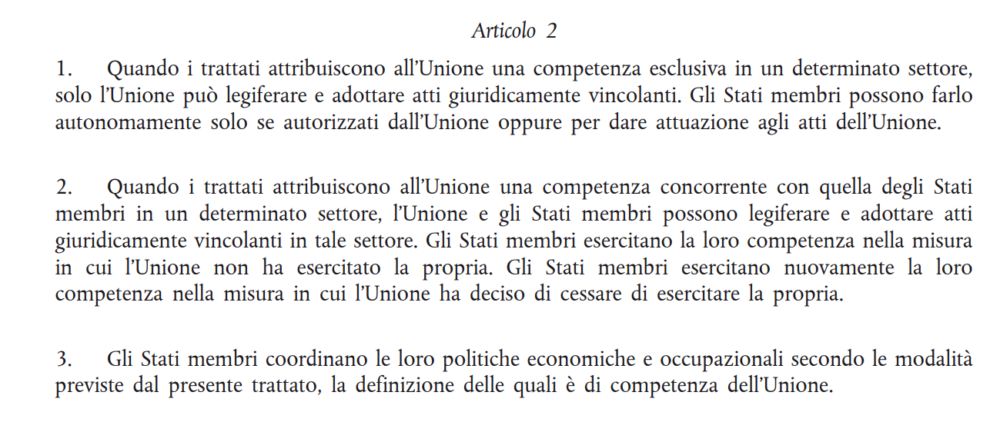 Articolo 2
1. Quando i trattati attribuiscono all’Unione una competenza esclusiva in un determinato settore,
solo l’Unione può legiferare e adottare atti giuridicamente vincolanti. Gli Stati membri possono farlo
autonomamente solo se autorizzati dall’Unione oppure per dare attuazione agli atti dell’Unione.
2. Quando i trattati attribuiscono all’Unione una competenza concorrente con quella degli Stati
membri in un determinato settore, l’Unione e gli Stati membri possono legiferare e adottare atti
giuridicamente vincolanti in tale settore. Gli Stati membri esercitano la loro competenza nella misura
in cui l’Unione non ha esercitato la propria. Gli Stati membri esercitano nuovamente la loro
competenza nella misura in cui l’Unione ha deciso di cessare di esercitare la propria.
3. Gli Stati membri coordinano le loro politiche economiche e occupazionali secondo le modalità
previste dal presente trattato, la definizione delle quali è di competenza dell’Unione.